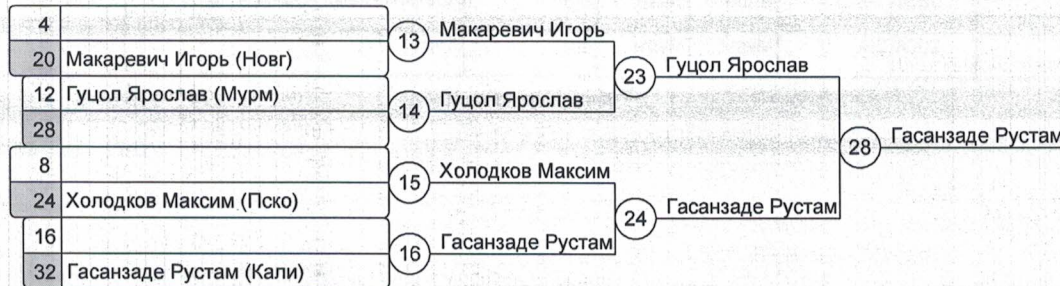 4
13 Макаревич Игорь
20 Макаревич Игорь (Новг)
23 Гуцол Ярослав
12 Гуцол Ярослав (Мурм)
14 Гуцол Ярослав
28
28 Гасанзаде Рустам
8
15 Холодков Максим
24 Холодков Максим (Пско)
24 Гасанзаде Рустам
16
16 Гасанзаде Рустам
32 Гасанзаде Рустам (Кали)